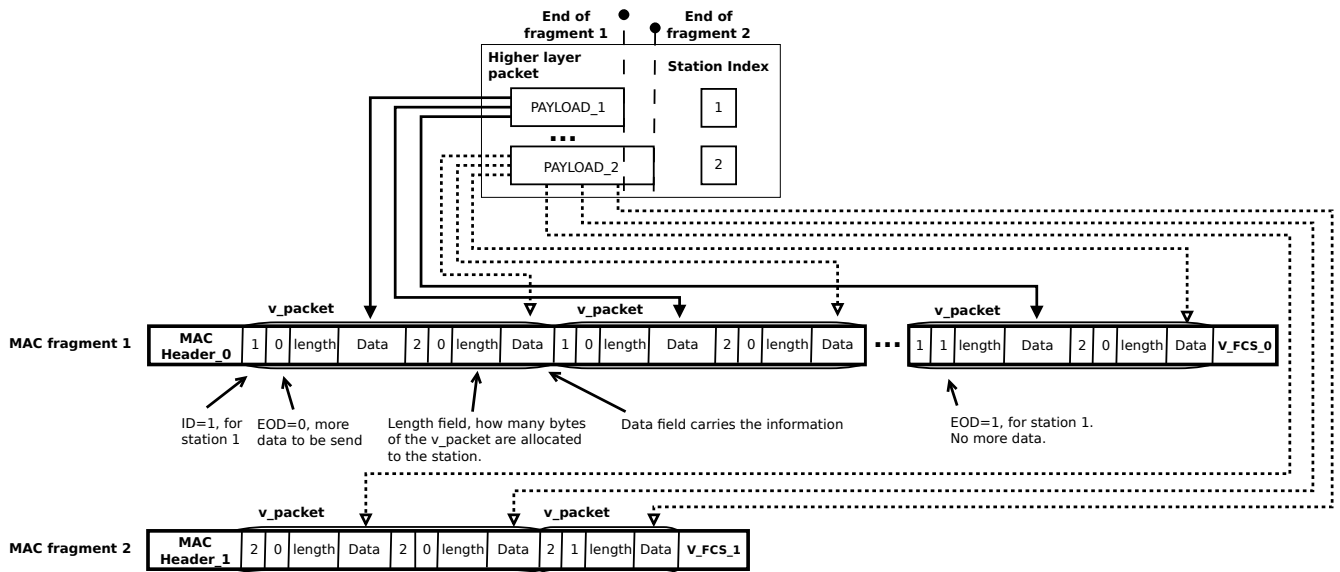 End of
fragment 1
End of
fragment 2
Higher layer
packet
Station Index
PAYLOAD_1
1
...
PAYLOAD_2
2
v_packet
v_packet
v_packet
MAC fragment 1
MAC
Header_0
1 0 length Data 2 0 length Data 1 0 length Data 2 0 length Data ... 1 1 length Data 2 0 length Data V_FCS_0
ID=1, for
station 1
EOD=0, more
data to be send
Length field, how many bytes
of the v_packet are allocated
to the station.
Data field carries the information
EOD=1, for station 1.
No more data.
v_packet
v_packet
MAC fragment 2
MAC
Header_1
2 0 length Data 2 0 length Data 2 1 length Data V_FCS_1